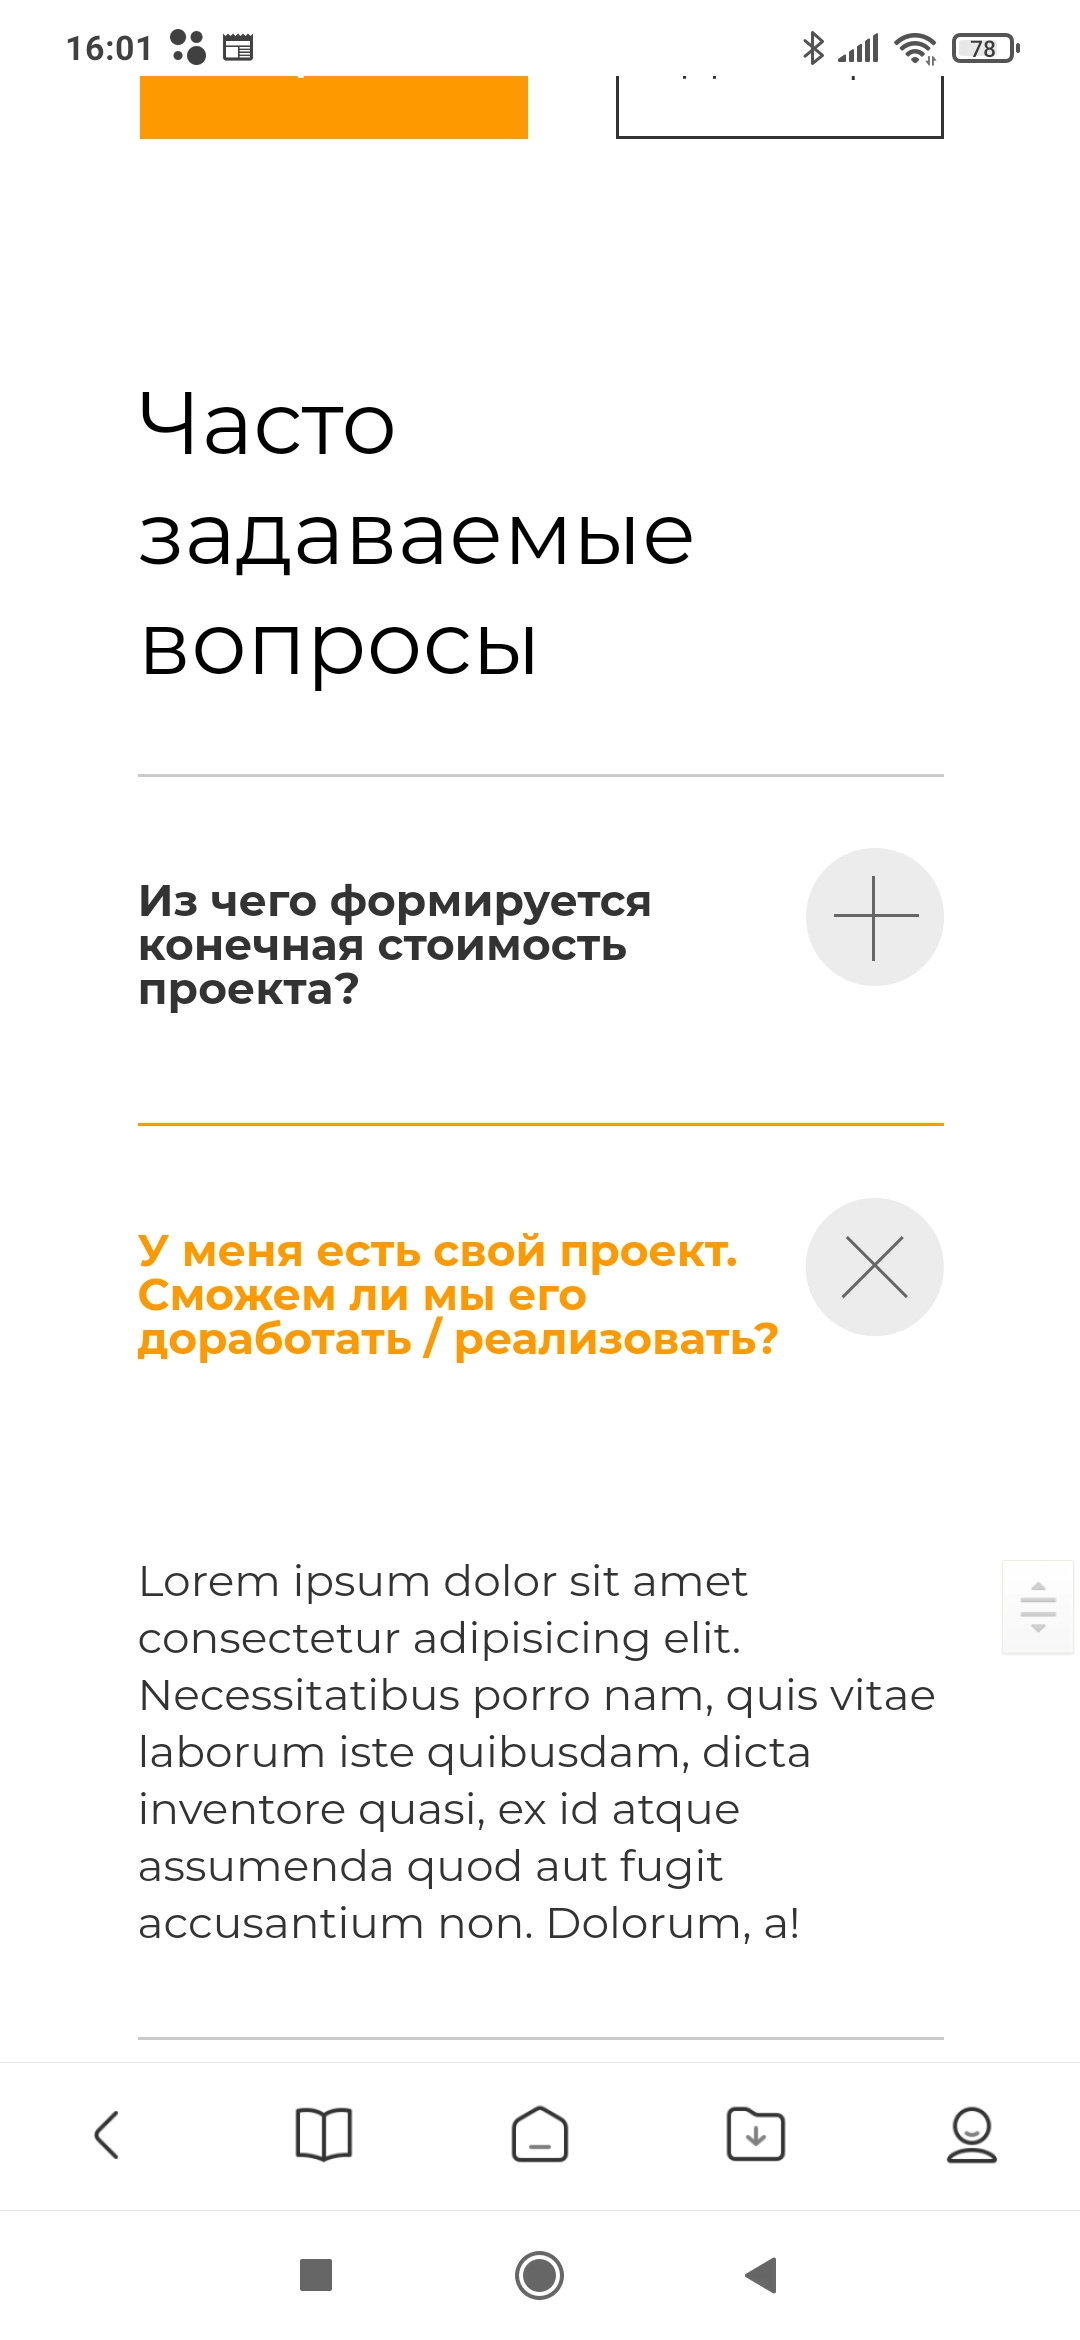 16:01
78
Часто
задаваемые
вопросы
Из чего формируется
конечная стоимость
проекта?
У меня есть свой проект.
Сможем ли мы его
доработать / реализовать?
Lorem ipsum dolor sit amet
consectetur adipisicing elit.
Necessitatibus porro nam, quis vitae
laborum iste quibusdam, dicta
inventore quasi, ex id atque
assumenda quod aut fugit
accusantium non. Dolorum, a!